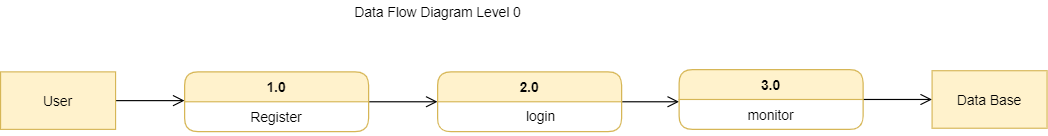 Data Flow Diagram Level 0
User
1.0
Register
2.0
login
3.0
monitor
Data Base